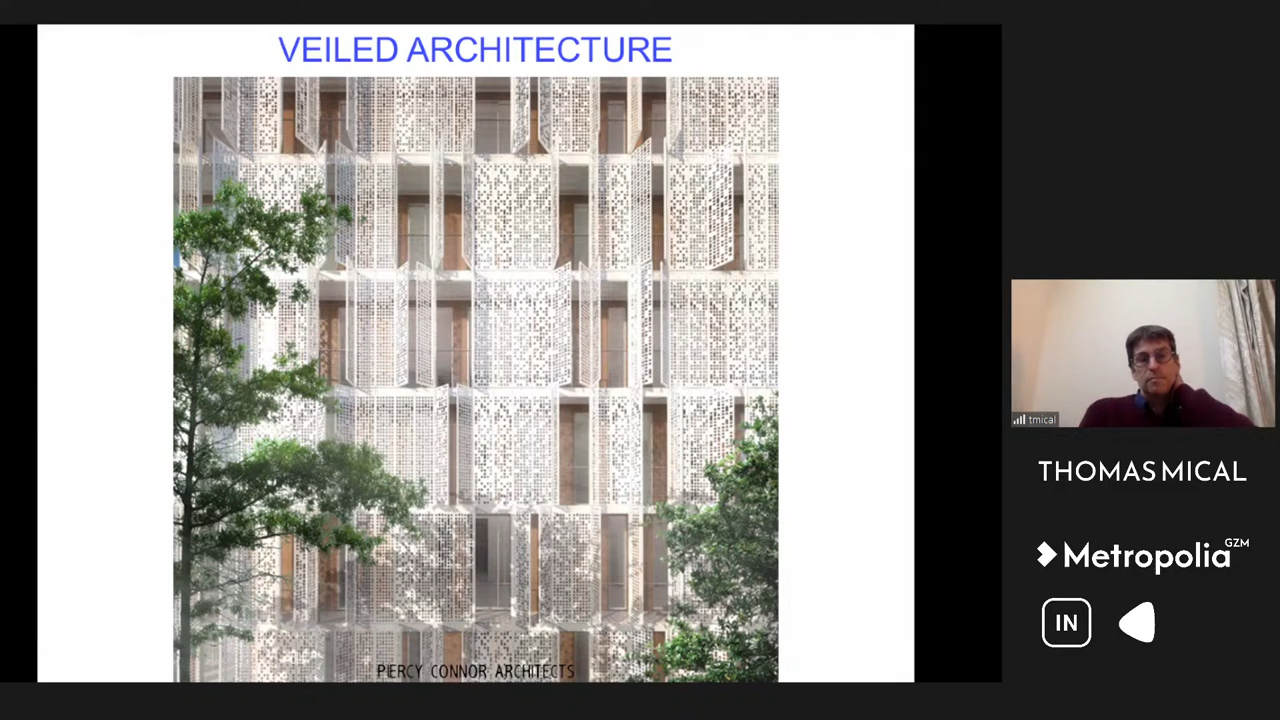 VEILED ARCHITECTURE
PIERCY CONNOR ARCHITECTS
tmical
THOMAS MICAL
Metropolia GZM
IN